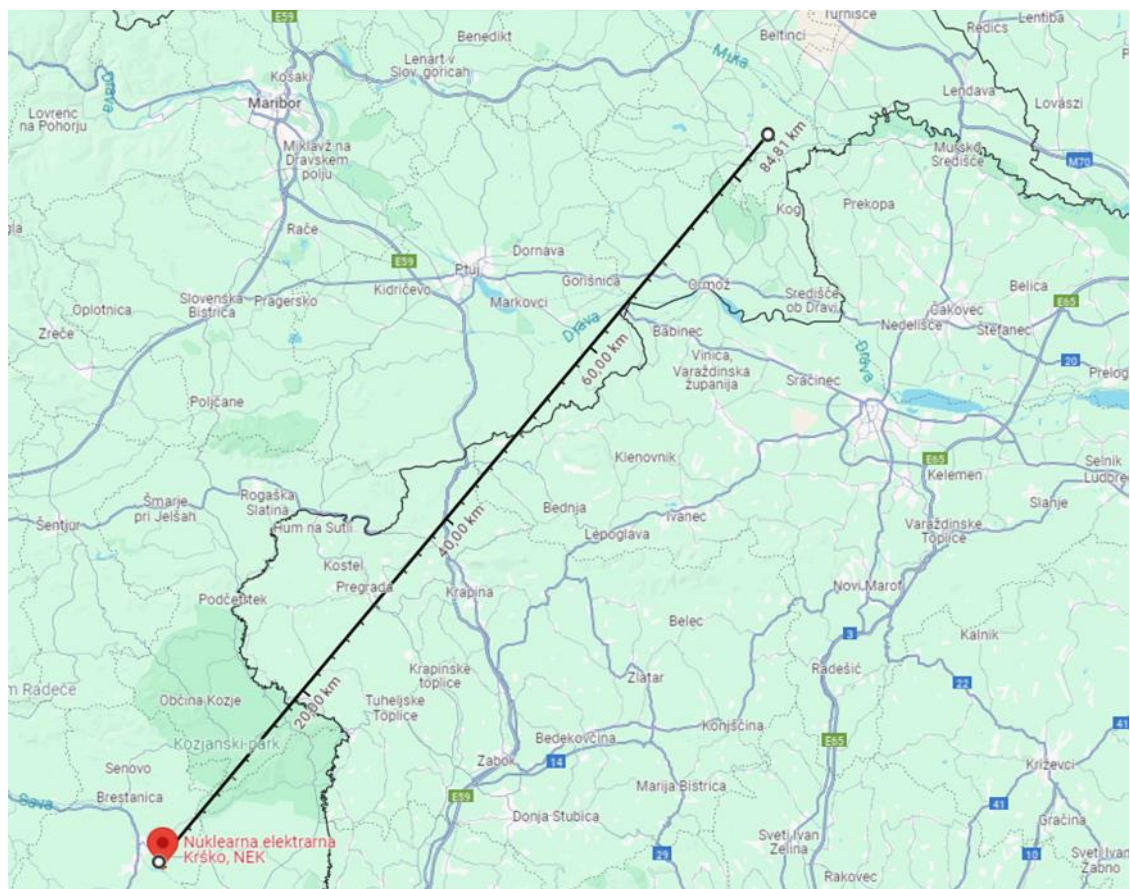 E59
Turnišče
Lentiba
Redics
Beltinci
Benedikt
Lenart v
Slov. goricah
Mura
Košaki
Drava
Maribor
Lovrenc
na Pohorju
Lendava
Lovászi
Miklavž na
Dravskem
polju
84,81 km
Mursko
Središće
M70
Kog
Prekopa
Rače
Dornava
E59
Ptuj
Gorišnica
Kidričevo
Markovci
Ormož
Središče
ob Dravi
Belica
Slovenska
Bistrica
Pragersko
Oplotnica
Čakovec
E65
Zreče
Drava
Babinec
Nedelišće
Štefanec
60,00 km
Vinica,
Varaždinska
županija
Drava
20
Sračinec
Prelog
Poljčane
Klenovnik
E65
Kelemen
Selnik
Ludbreg
Rogaška
Slatina
Šmarje
pri Jelšah
Šentjur
Hum na Sutli
40,00 km
Bednja
Ivanec
Slanje
Lepoglava
Varaždinske
Toplice
Kostel
Pregrada
Krapina
Novi Marof
Podčetrtek
Belec
3
Kalnik
m Radeče
Občina Kozje
20,00 km
Krapinske
toplice
Tuheljske
Toplice
Zlatar
Radešić
22
Konjščina
41
Kozjanski park
Bedekovčina
E65
Senovo
Zabok
14
Križevci
Brestanica
Sava
E59
Marija Bistrica
41
Donja Stubica
Gračina
Nuklearna elektrarna
Krško, NEK
Sveti Ivan
Zelina
29
10
Sveti Ivan
Žabno
Rakovec